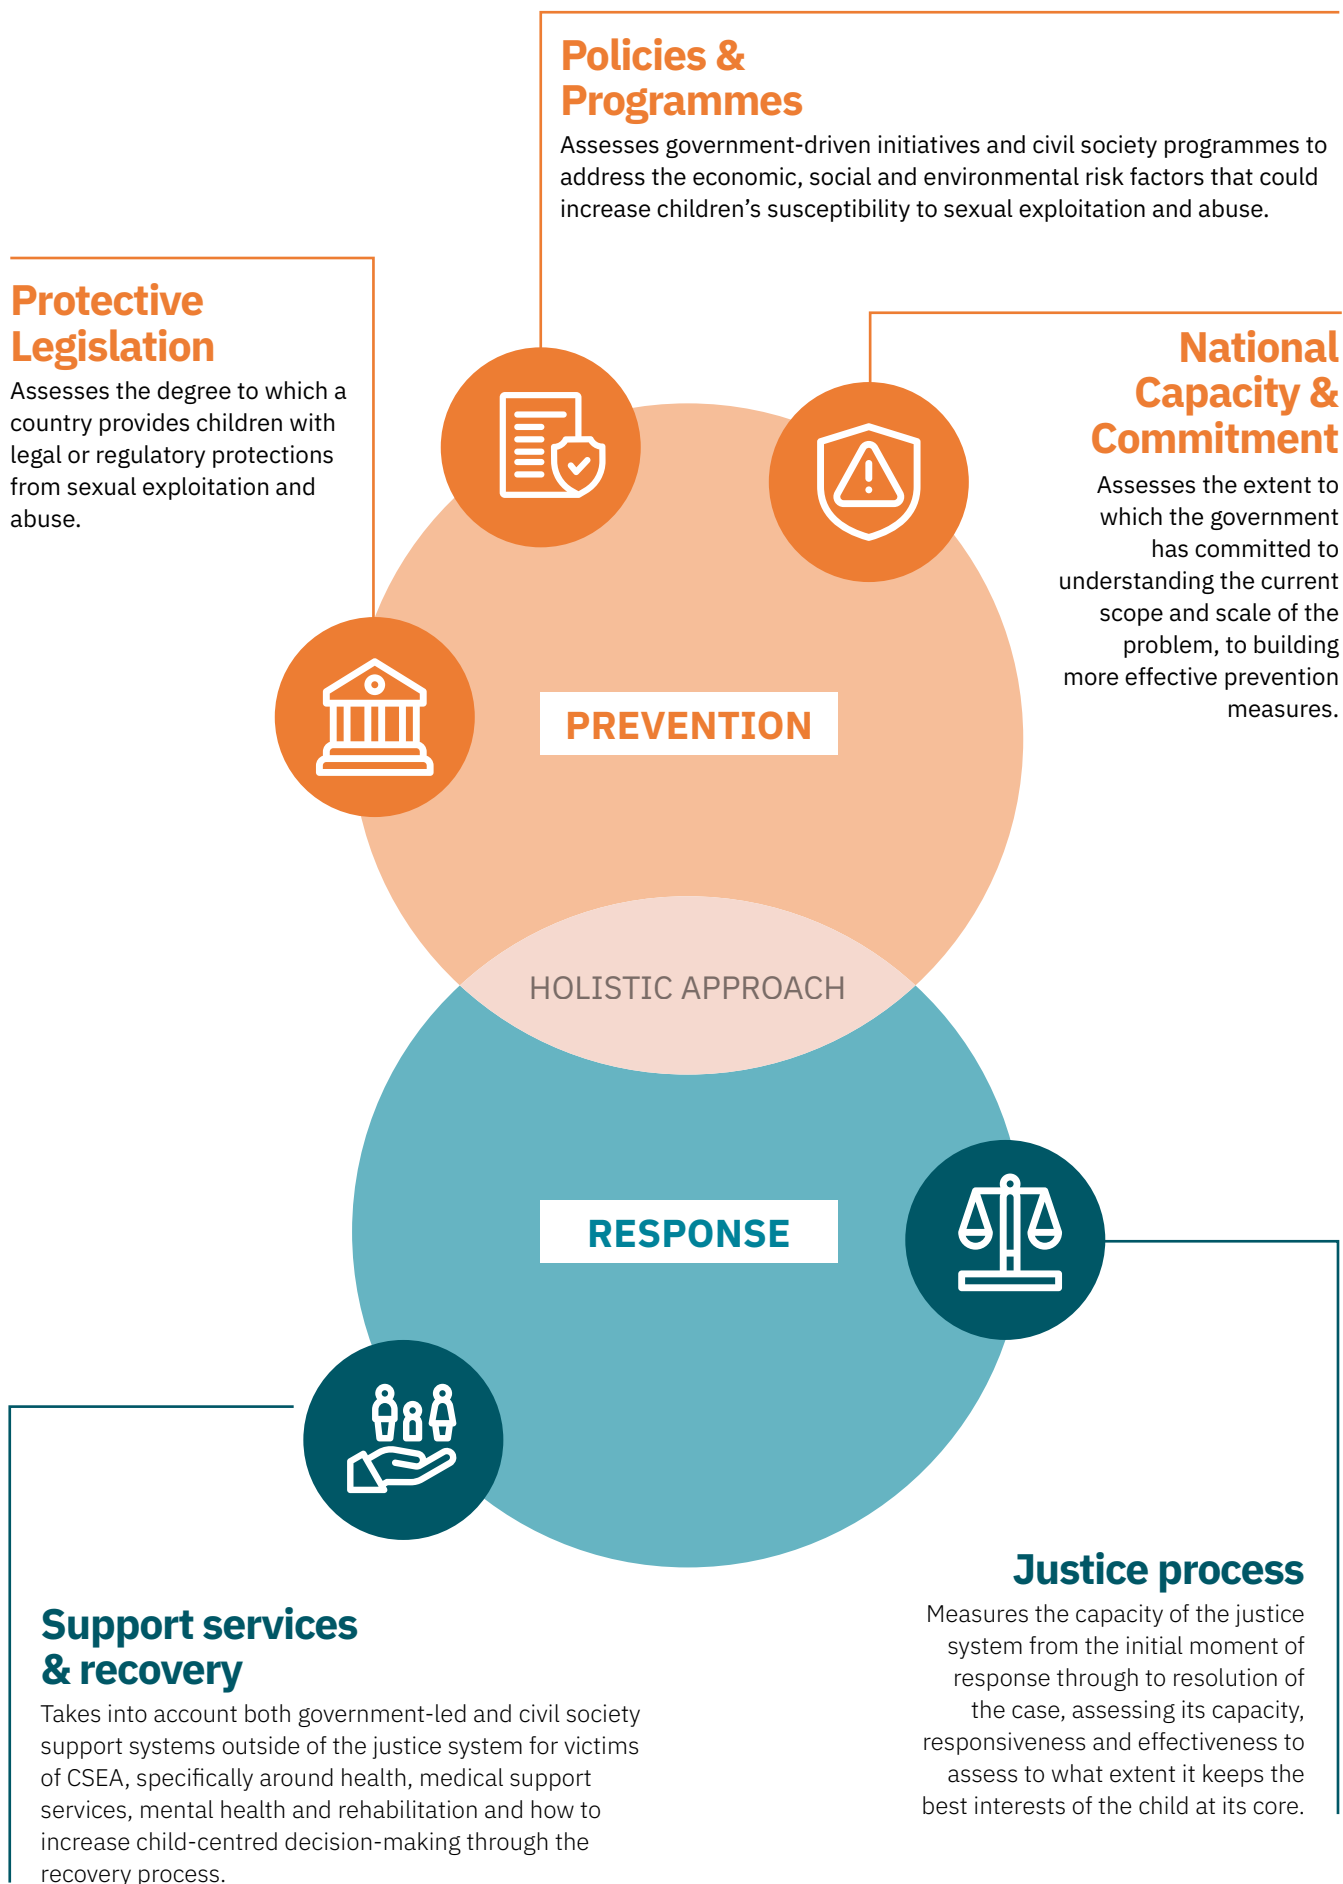 Policies &
Programmes
Assesses government-driven initiatives and civil society programmes to
address the economic, social and environmental risk factors that could
increase children’s susceptibility to sexual exploitation and abuse.
Protective
Legislation
Assesses the degree to which a
country provides children with
legal or regulatory protections
from sexual exploitation and
abuse.
National
Capacity &
Commitment
Assesses the extent to
which the government
has committed to
understanding the current
scope and scale of the
problem, to building
more effective prevention
measures.
PREVENTION
HOLISTIC APPROACH
RESPONSE
Support services
& recovery
Takes into account both government-led and civil society
support systems outside of the justice system for victims
of CSEA, specifically around health, medical support
services, mental health and rehabilitation and how to
increase child-centred decision-making through the
recovery process.
Justice process
Measures the capacity of the justice
system from the initial moment of
response through to resolution of
the case, assessing its capacity,
responsiveness and effectiveness to
assess to what extent it keeps the
best interests of the child at its core.